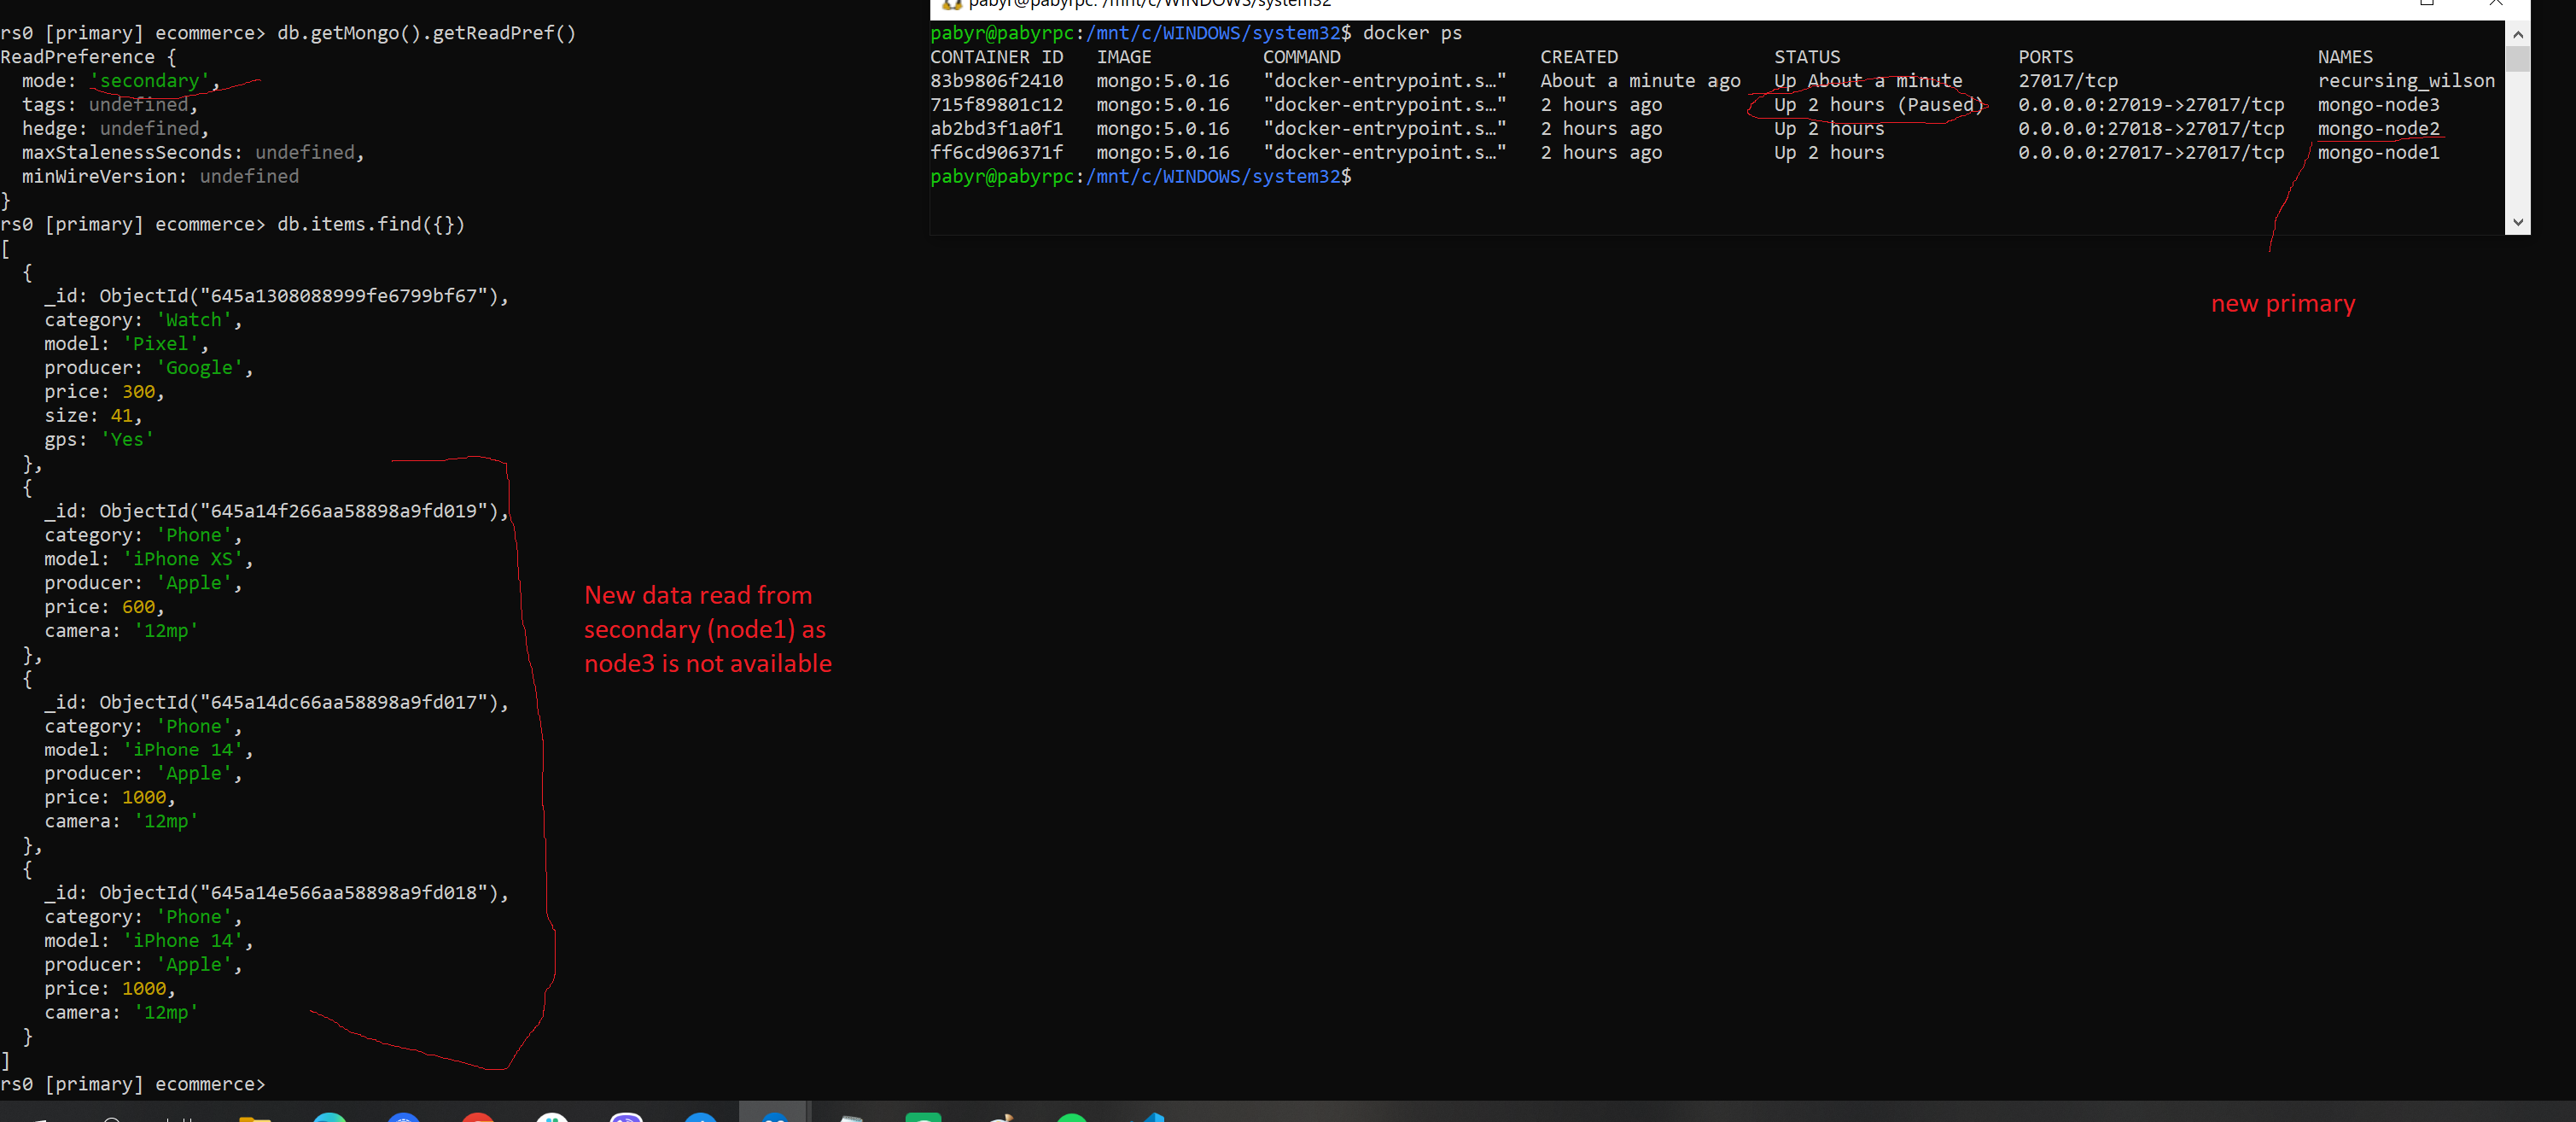 rs0 [primary] ecommerce> db.getMongo().getReadPref()
ReadPreference {
  mode: 'secondary',
  tags: undefined,
  hedge: undefined,
  maxStalenessSeconds: undefined,
  minWireVersion: undefined
}
rs0 [primary] ecommerce> db.items.find({})
[
  {
    _id: ObjectId("645a1308088999fe6799bf67"),
    category: 'Watch',
    model: 'Pixel',
    producer: 'Google',
    price: 300,
    size: 41,
    gps: 'Yes'
  },
  {
    _id: ObjectId("645a14f266aa58898a9fd019"),
    category: 'Phone',
    model: 'iPhone XS',
    producer: 'Apple',
    price: 600,
    camera: '12mp'
  },
  {
    _id: ObjectId("645a14dc66aa58898a9fd017"),
    category: 'Phone',
    model: 'iPhone 14',
    producer: 'Apple',
    price: 1000,
    camera: '12mp'
  },
  {
    _id: ObjectId("645a14e566aa58898a9fd018"),
    category: 'Phone',
    model: 'iPhone 14',
    producer: 'Apple',
    price: 1000,
    camera: '12mp'
  }
]
rs0 [primary] ecommerce>
New data read from
secondary (node1) as
node3 is not available
pabyr@pabyrpc: /mnt/c/WINDOWS/system32
pabyr@pabyrpc:/mnt/c/WINDOWS/system32$ docker ps
CONTAINER ID   IMAGE          COMMAND                  CREATED              STATUS                PORTS                      NAMES
83b9806f2410   mongo:5.0.16   "docker-entrypoint.s…"   About a minute ago   Up About a minute     27017/tcp                  recursing_wilson
715f89801c12   mongo:5.0.16   "docker-entrypoint.s…"   2 hours ago          Up 2 hours (Paused)   0.0.0.0:27019->27017/tcp   mongo-node3
ab2bd3f1a0f1   mongo:5.0.16   "docker-entrypoint.s…"   2 hours ago          Up 2 hours            0.0.0.0:27018->27017/tcp   mongo-node2
ff6cd906371f   mongo:5.0.16   "docker-entrypoint.s…"   2 hours ago          Up 2 hours            0.0.0.0:27017->27017/tcp   mongo-node1
pabyr@pabyrpc:/mnt/c/WINDOWS/system32$
new primary